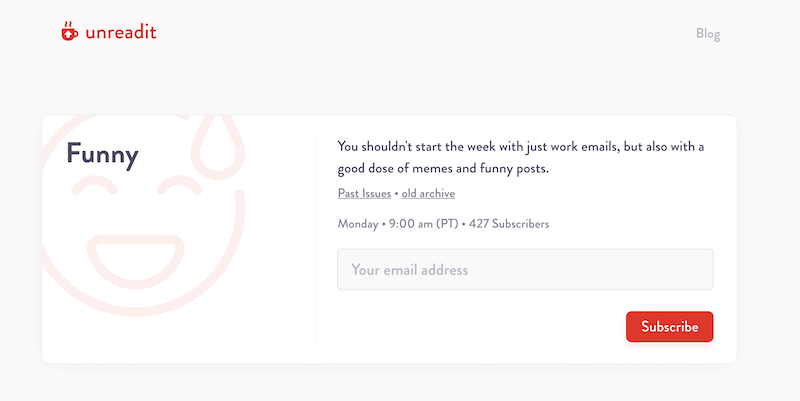 unreadit
Blog
Funny
You shouldn't start the week with just work emails, but also with a
good dose of memes and funny posts.
Past Issues • old archive
Monday • 9:00 am (PT) • 427 Subscribers
Your email address
Subscribe